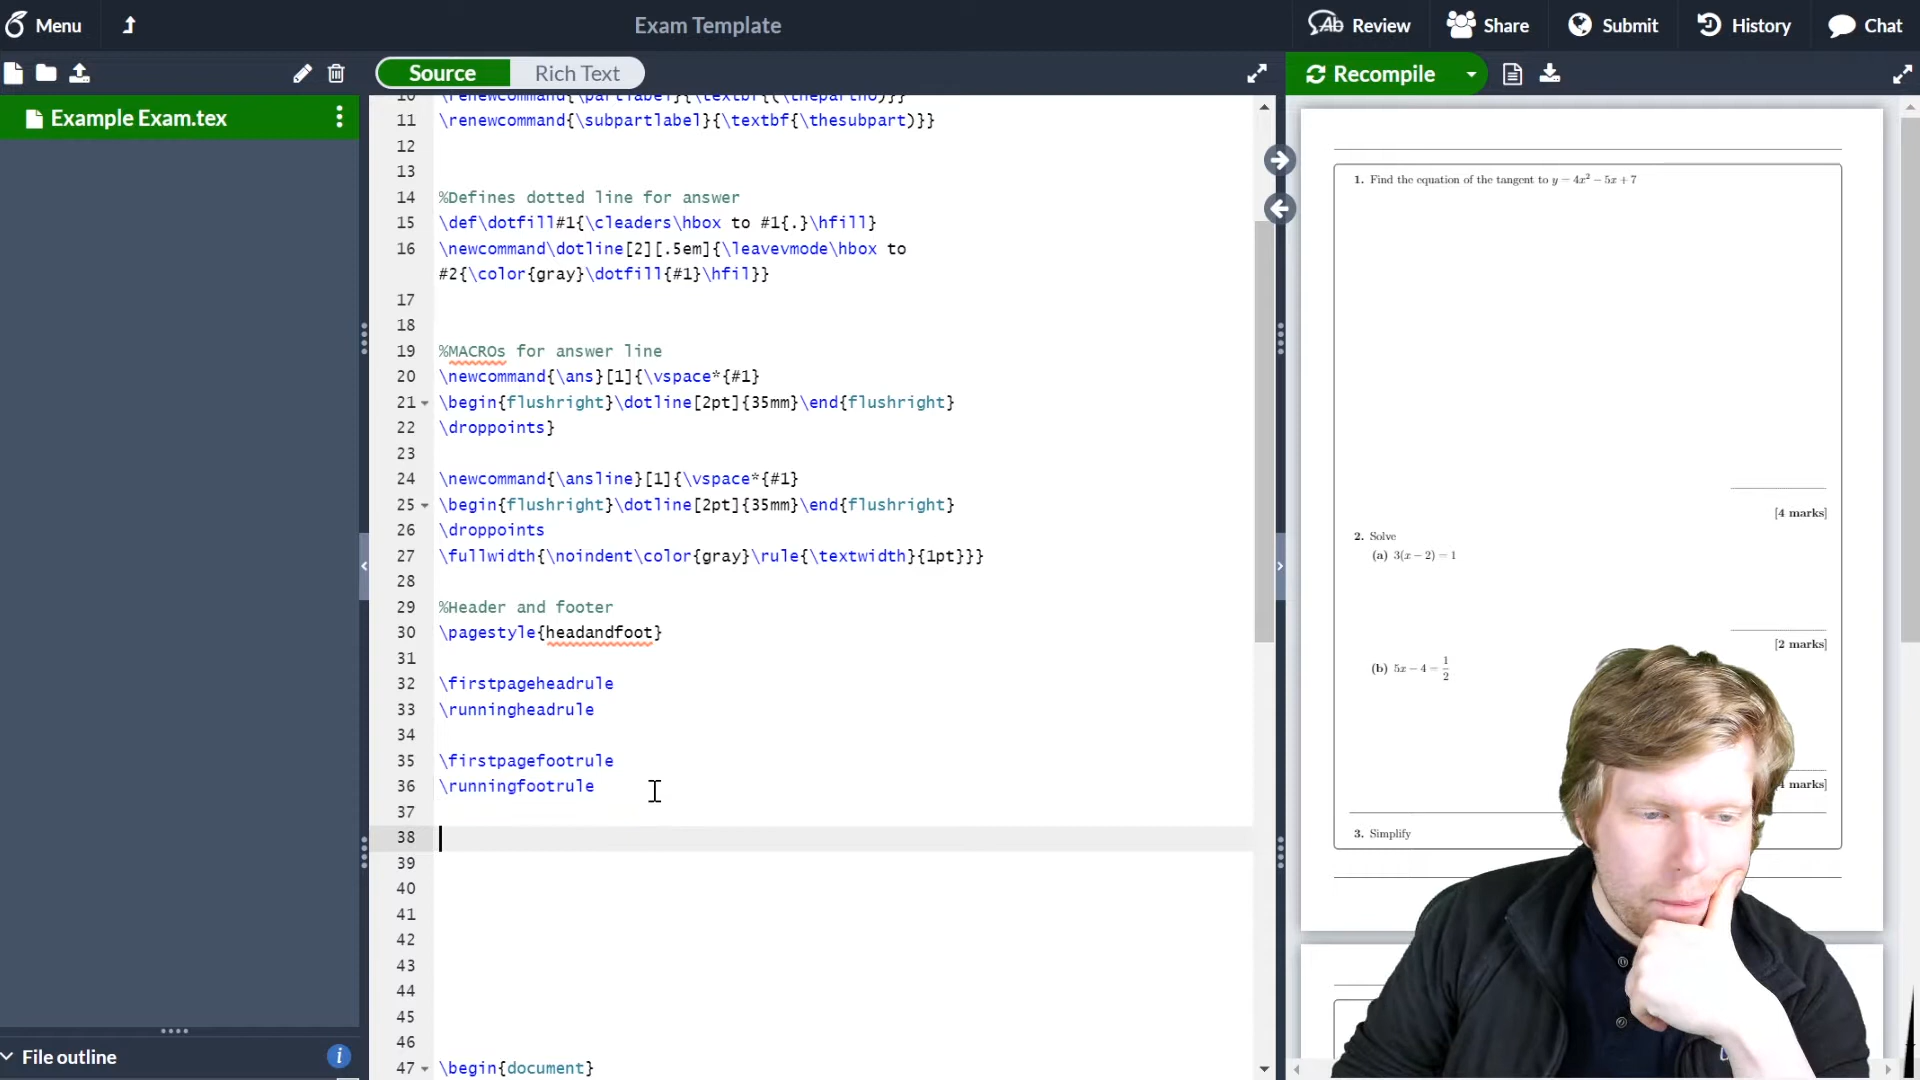 Menu
Exam Template
Review
Share
Submit
History
Chat
Source
Rich Text
Recompile
Example Exam.tex
10 \renewcommand{\partlabel}{\textbf{(\thepartno)}}
11 \renewcommand{\subpartlabel}{\textbf{\thesubpart)}}
12
13
14 %Defines dotted line for answer
15 \def\dotfill#1{\cleaders\hbox to #1{.}\hfill}
16 \newcommand\dotline[2][.5em]{\leavevmode\hbox to
#2{\color{gray}\dotfill{#1}\hfil}}
17
18
19 %MACROs for answer line
20 \newcommand{\ans}[1]{\vspace*{#1}
21 \begin{flushright}\dotline[2pt]{35mm}\end{flushright}
22 \droppoints}
23
24 \newcommand{\ansline}[1]{\vspace*{#1}
25 \begin{flushright}\dotline[2pt]{35mm}\end{flushright}
26 \droppoints
27 \fullwidth{\noindent\color{gray}\rule{\textwidth}{1pt}}}
28
29 %Header and footer
30 \pagestyle{headandfoot}
31
32 \firstpageheadrule
33 \runningheadrule
34
35 \firstpagefootrule
36 \runningfootrule
37
38
39
40
41
42
43
44
45
46
47 \begin{document}
File outline
1. Find the equation of the tangent to y = 4x² − 5x + 7
[4 marks]
2. Solve
(a) 3(x − 2) = 1
[2 marks]
(b) 5x − 4 = 1/2
marks]
3. Simplify